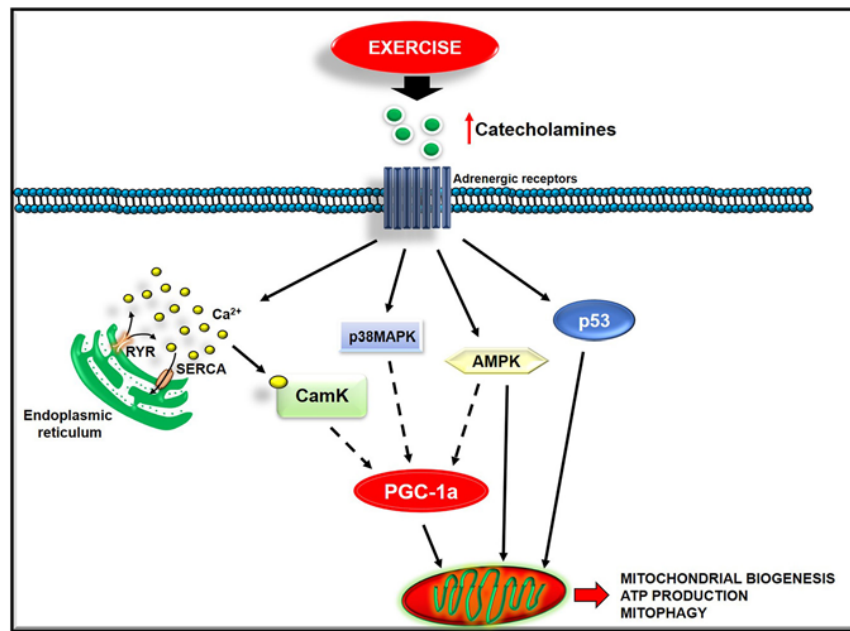 EXERCISE
Catecholamines
Adrenergic receptors
Ca2+
p38MAPK
p53
RYR
SERCA
AMPK
CamK
Endoplasmic
reticulum
PGC-1a
MITOCHONDRIAL BIOGENESIS
ATP PRODUCTION
MITOPHAGY